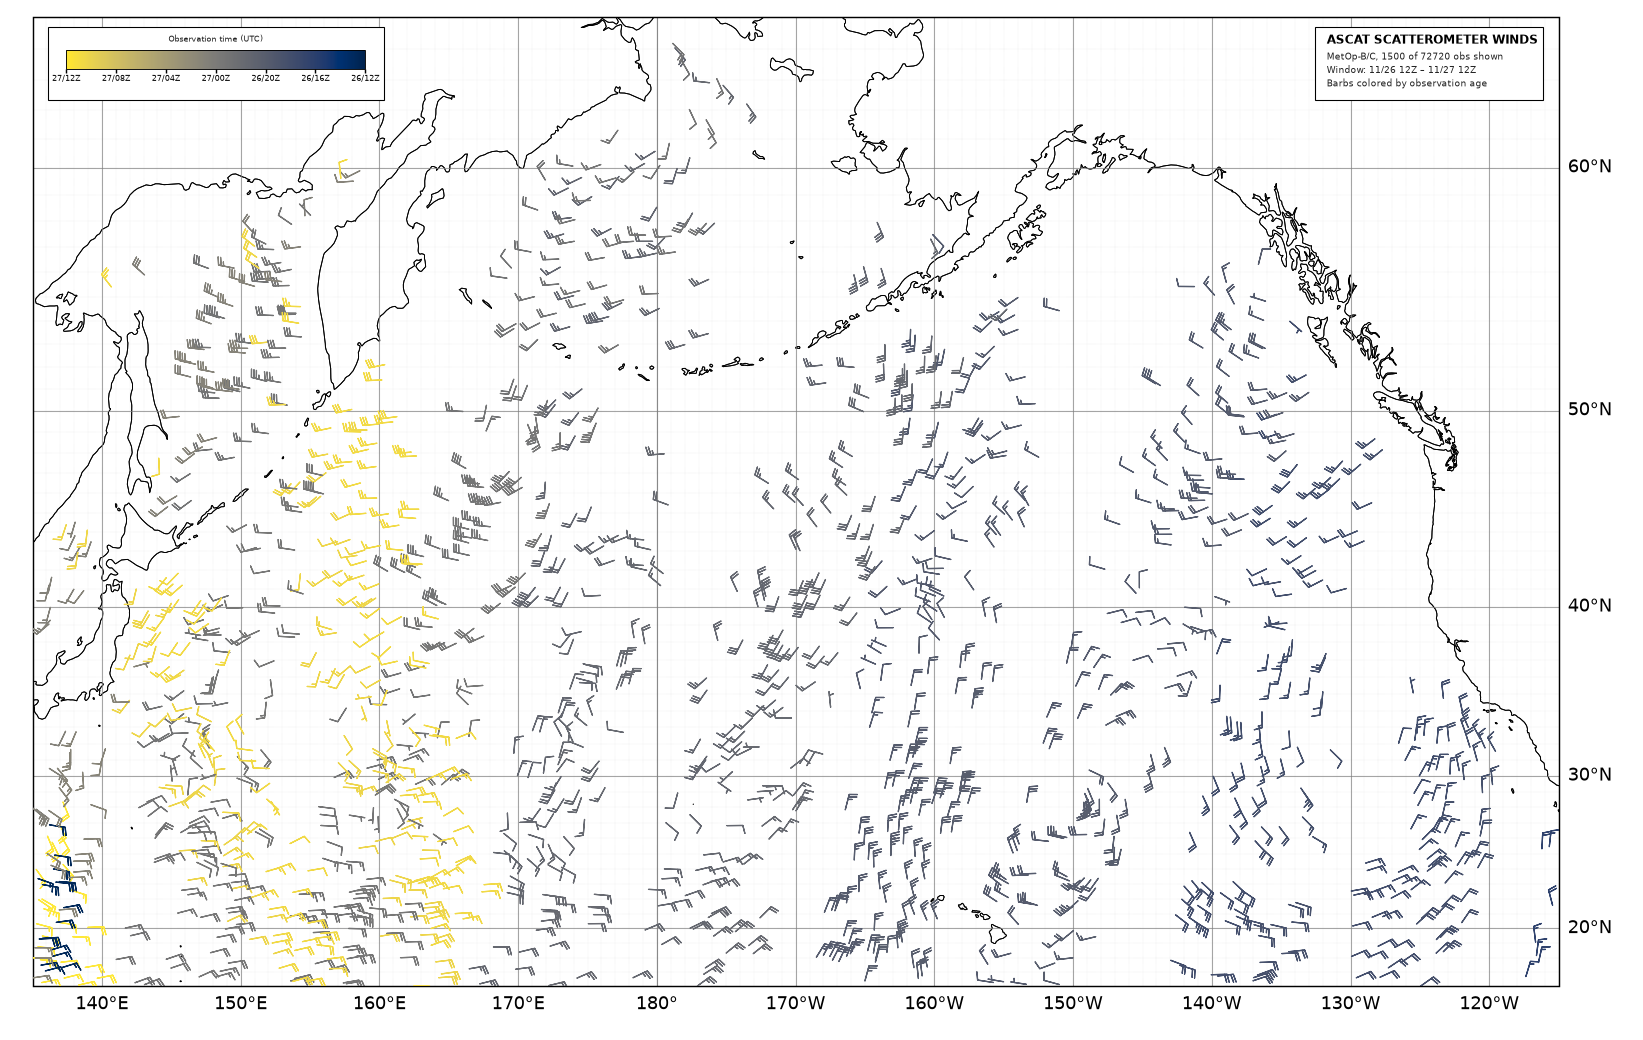 Observation time (UTC)
27/12Z 27/08Z 27/04Z 27/00Z 26/20Z 26/16Z 26/12Z
ASCAT SCATTEROMETER WINDS
MetOp-B/C, 1500 of 72720 obs shown
Window: 11/26 12Z – 11/27 12Z
Barbs colored by observation age
60°N
50°N
40°N
30°N
20°N
140°E 150°E 160°E 170°E 180° 170°W 160°W 150°W 140°W 130°W 120°W